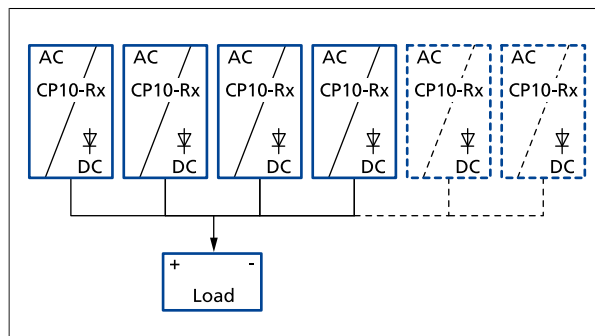 AC AC AC AC AC AC
CP10-Rx CP10-Rx CP10-Rx CP10-Rx CP10-Rx CP10-Rx
DC DC DC DC DC DC
+ -
Load